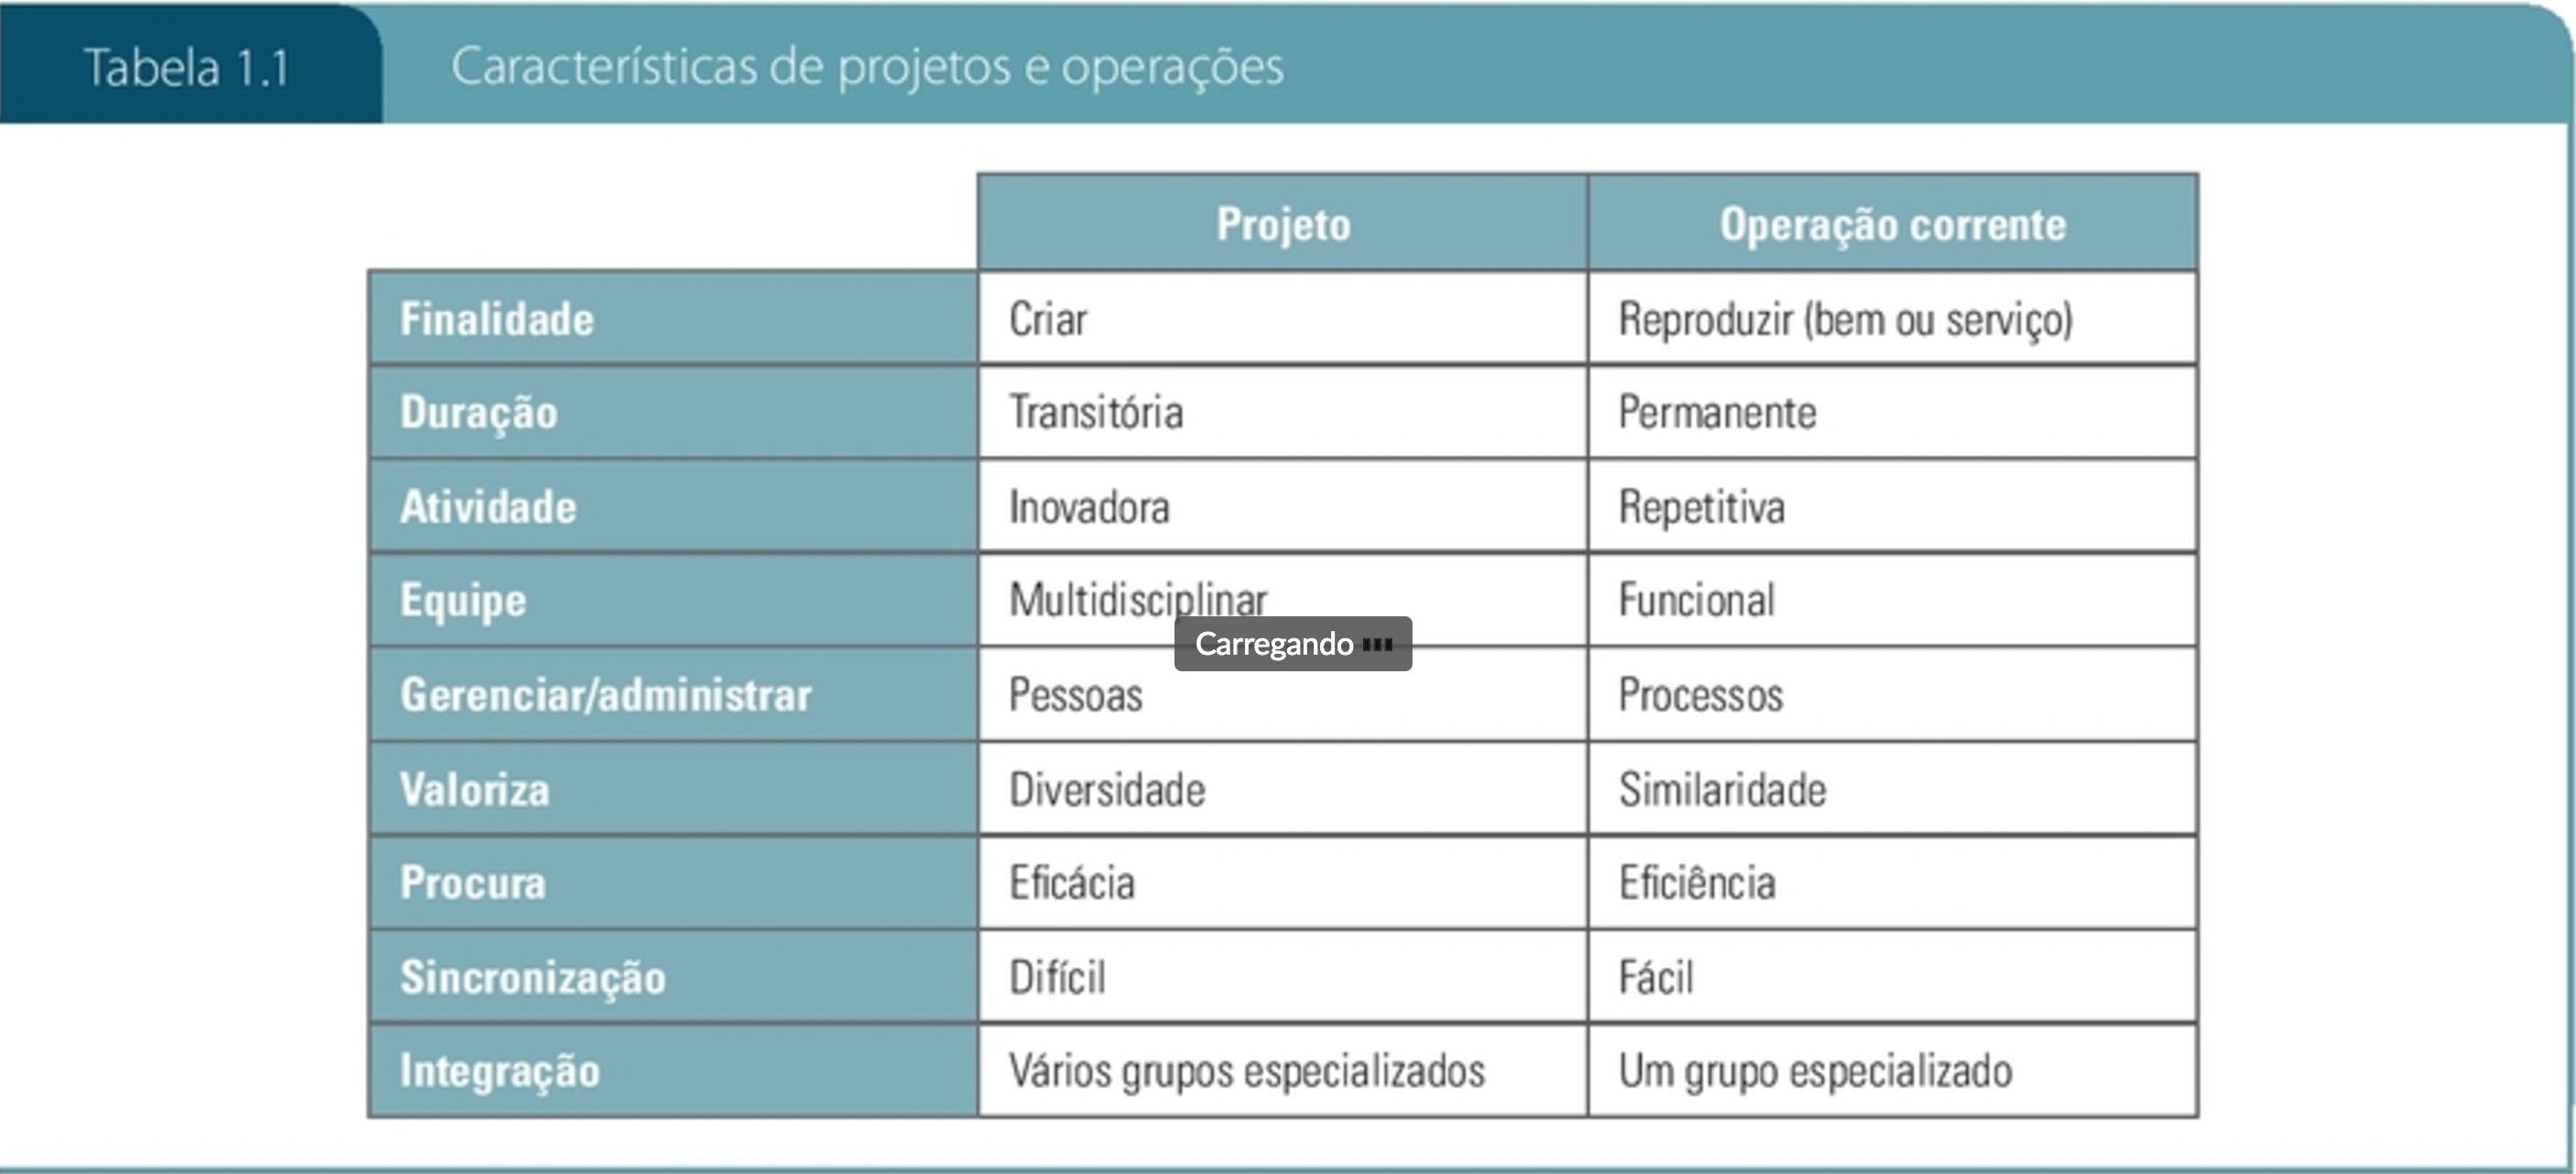 Tabela 1.1 Características de projetos e operações
Projeto Operação corrente
Finalidade Criar Reproduzir (bem ou serviço)
Duração Transitória Permanente
Atividade Inovadora Repetitiva
Equipe Multidisciplinar Funcional
Carregando
Gerenciar/administrar Pessoas Processos
Valoriza Diversidade Similaridade
Procura Eficácia Eficiência
Sincronização Difícil Fácil
Integração Vários grupos especializados Um grupo especializado